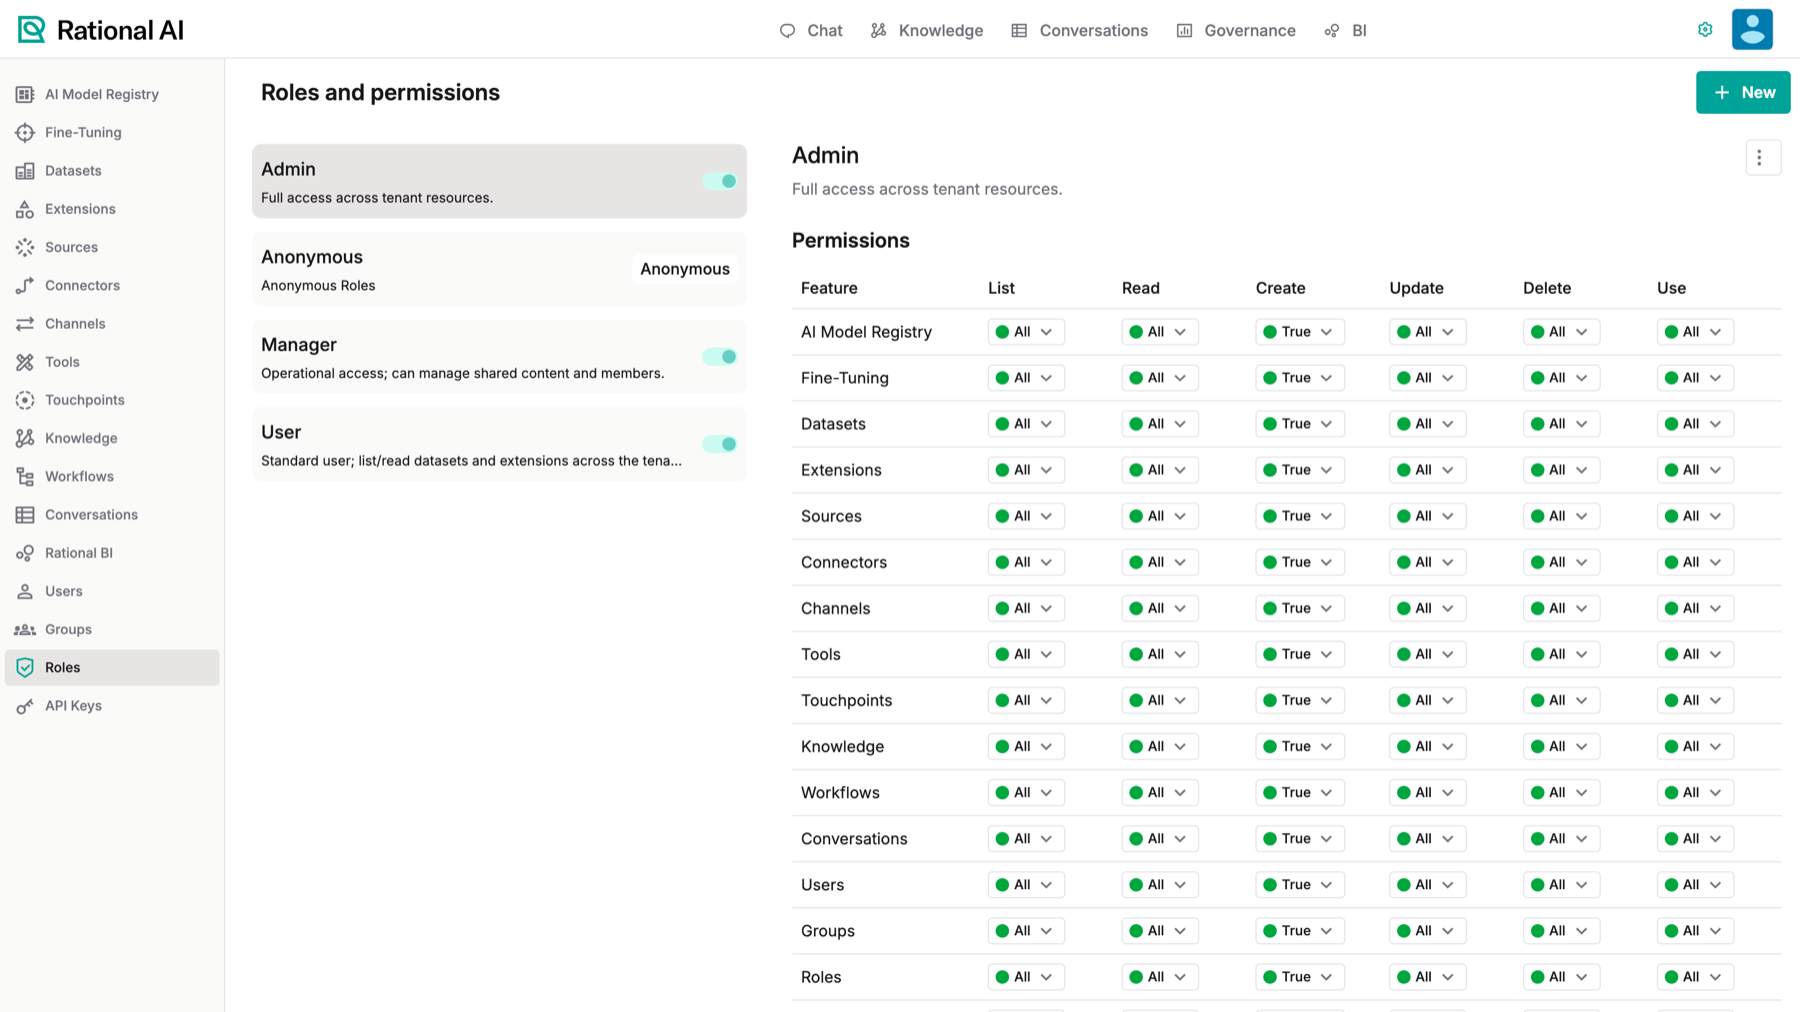 Rational AI
Chat
Knowledge
Conversations
Governance
BI
AI Model Registry
Fine-Tuning
Datasets
Extensions
Sources
Connectors
Channels
Tools
Touchpoints
Knowledge
Workflows
Conversations
Rational BI
Users
Groups
Roles
API Keys
Roles and permissions
+ New
Admin
Full access across tenant resources.
Anonymous
Anonymous Roles
Anonymous
Manager
Operational access; can manage shared content and members.
User
Standard user; list/read datasets and extensions across the tena...
Admin
Full access across tenant resources.
Permissions
Feature List Read Create Update Delete Use
AI Model Registry All All True All All All
Fine-Tuning All All True All All All
Datasets All All True All All All
Extensions All All True All All All
Sources All All True All All All
Connectors All All True All All All
Channels All All True All All All
Tools All All True All All All
Touchpoints All All True All All All
Knowledge All All True All All All
Workflows All All True All All All
Conversations All All True All All All
Users All All True All All All
Groups All All True All All All
Roles All All True All All All